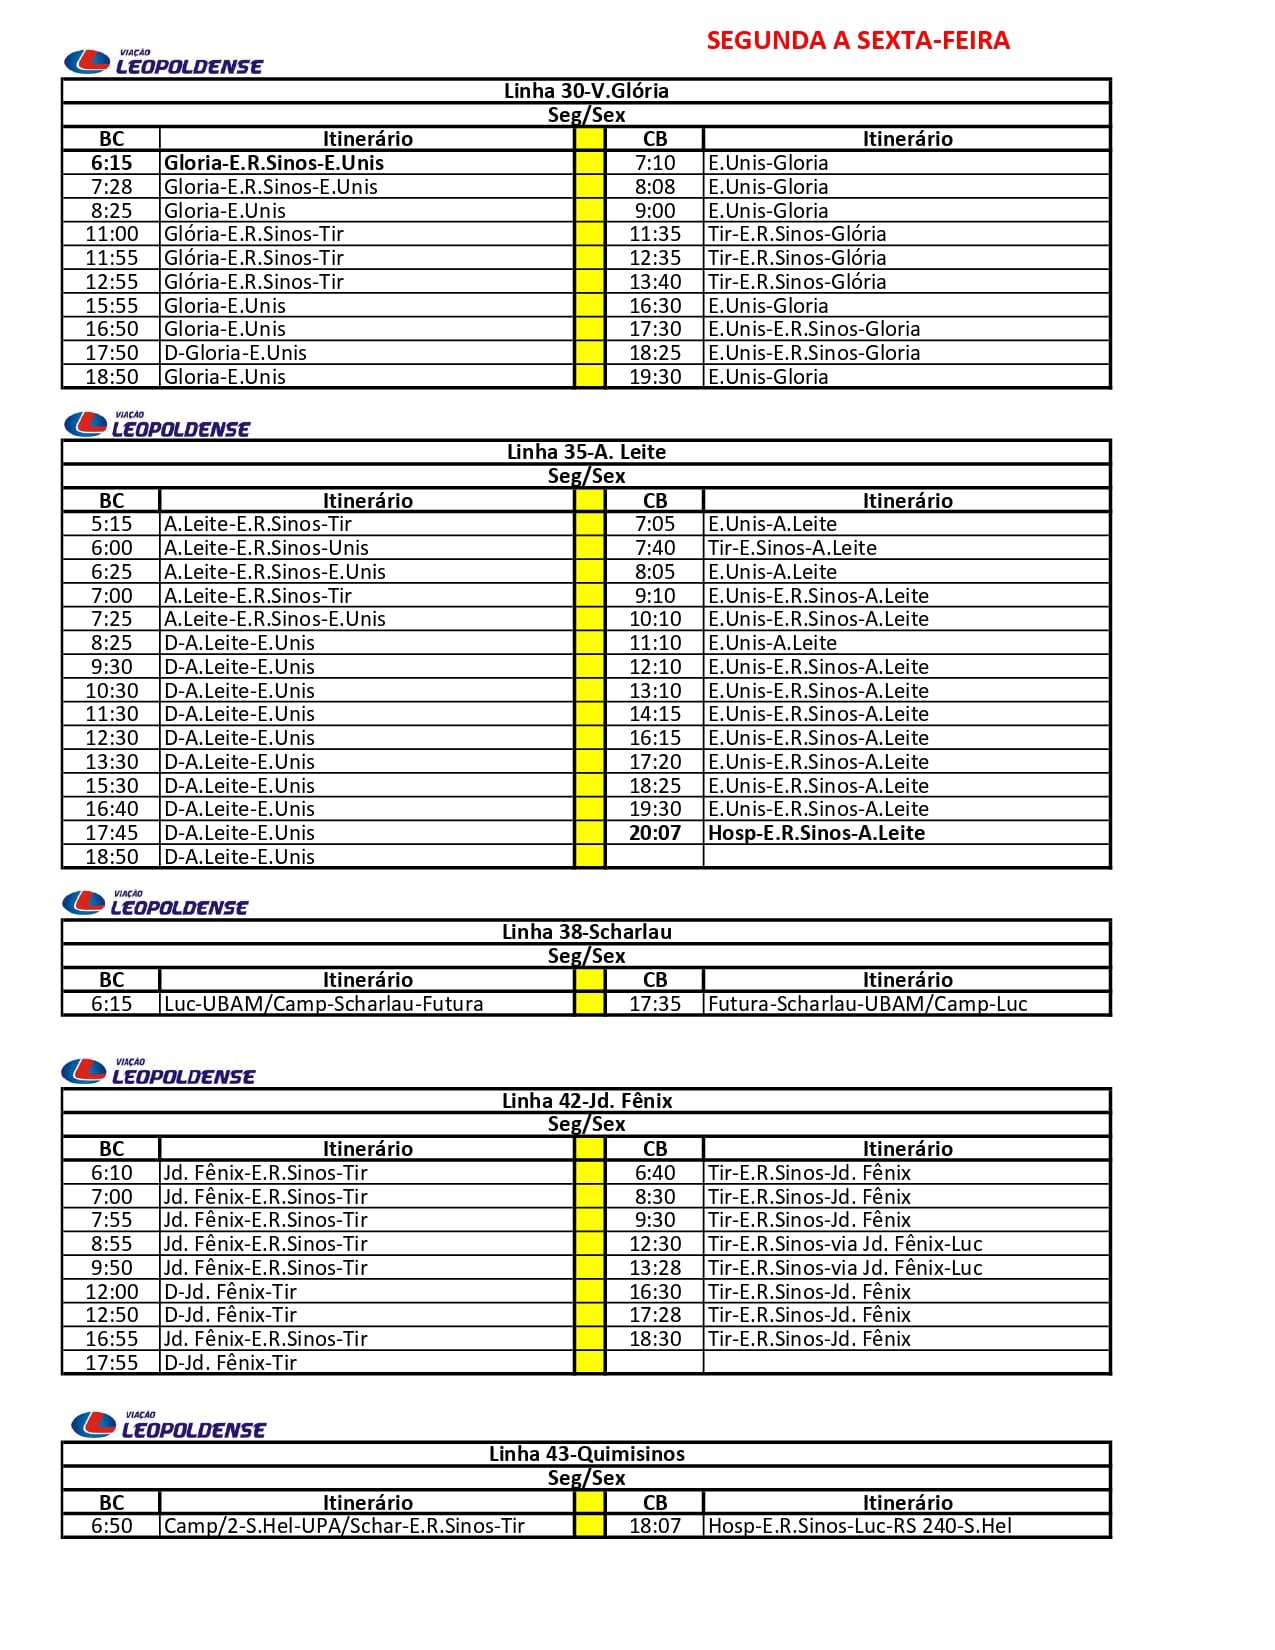 SEGUNDA A SEXTA-FEIRA
VIAÇÃO
LEOPOLDENSE
Linha 30-V.Glória
Seg/Sex
BC Itinerário CB Itinerário
6:15 Gloria-E.R.Sinos-E.Unis 7:10 E.Unis-Gloria
7:28 Gloria-E.R.Sinos-E.Unis 8:08 E.Unis-Gloria
8:25 Gloria-E.Unis 9:00 E.Unis-Gloria
11:00 Glória-E.R.Sinos-Tir 11:35 Tir-E.R.Sinos-Glória
11:55 Glória-E.R.Sinos-Tir 12:35 Tir-E.R.Sinos-Glória
12:55 Glória-E.R.Sinos-Tir 13:40 Tir-E.R.Sinos-Glória
15:55 Gloria-E.Unis 16:30 E.Unis-Gloria
16:50 Gloria-E.Unis 17:30 E.Unis-E.R.Sinos-Gloria
17:50 D-Gloria-E.Unis 18:25 E.Unis-E.R.Sinos-Gloria
18:50 Gloria-E.Unis 19:30 E.Unis-Gloria
VIAÇÃO
LEOPOLDENSE
Linha 35-A. Leite
Seg/Sex
BC Itinerário CB Itinerário
5:15 A.Leite-E.R.Sinos-Tir 7:05 E.Unis-A.Leite
6:00 A.Leite-E.R.Sinos-Unis 7:40 Tir-E.Sinos-A.Leite
6:25 A.Leite-E.R.Sinos-E.Unis 8:05 E.Unis-A.Leite
7:00 A.Leite-E.R.Sinos-Tir 9:10 E.Unis-E.R.Sinos-A.Leite
7:25 A.Leite-E.R.Sinos-E.Unis 10:10 E.Unis-E.R.Sinos-A.Leite
8:25 D-A.Leite-E.Unis 11:10 E.Unis-A.Leite
9:30 D-A.Leite-E.Unis 12:10 E.Unis-E.R.Sinos-A.Leite
10:30 D-A.Leite-E.Unis 13:10 E.Unis-E.R.Sinos-A.Leite
11:30 D-A.Leite-E.Unis 14:15 E.Unis-E.R.Sinos-A.Leite
12:30 D-A.Leite-E.Unis 16:15 E.Unis-E.R.Sinos-A.Leite
13:30 D-A.Leite-E.Unis 17:20 E.Unis-E.R.Sinos-A.Leite
15:30 D-A.Leite-E.Unis 18:25 E.Unis-E.R.Sinos-A.Leite
16:40 D-A.Leite-E.Unis 19:30 E.Unis-E.R.Sinos-A.Leite
17:45 D-A.Leite-E.Unis 20:07 Hosp-E.R.Sinos-A.Leite
18:50 D-A.Leite-E.Unis
VIAÇÃO
LEOPOLDENSE
Linha 38-Scharlau
Seg/Sex
BC Itinerário CB Itinerário
6:15 Luc-UBAM/Camp-Scharlau-Futura 17:35 Futura-Scharlau-UBAM/Camp-Luc
VIAÇÃO
LEOPOLDENSE
Linha 42-Jd. Fênix
Seg/Sex
BC Itinerário CB Itinerário
6:10 Jd. Fênix-E.R.Sinos-Tir 6:40 Tir-E.R.Sinos-Jd. Fênix
7:00 Jd. Fênix-E.R.Sinos-Tir 8:30 Tir-E.R.Sinos-Jd. Fênix
7:55 Jd. Fênix-E.R.Sinos-Tir 9:30 Tir-E.R.Sinos-Jd. Fênix
8:55 Jd. Fênix-E.R.Sinos-Tir 12:30 Tir-E.R.Sinos-via Jd. Fênix-Luc
9:50 Jd. Fênix-E.R.Sinos-Tir 13:28 Tir-E.R.Sinos-via Jd. Fênix-Luc
12:00 D-Jd. Fênix-Tir 16:30 Tir-E.R.Sinos-Jd. Fênix
12:50 D-Jd. Fênix-Tir 17:28 Tir-E.R.Sinos-Jd. Fênix
16:55 Jd. Fênix-E.R.Sinos-Tir 18:30 Tir-E.R.Sinos-Jd. Fênix
17:55 D-Jd. Fênix-Tir
VIAÇÃO
LEOPOLDENSE
Linha 43-Quimisinos
Seg/Sex
BC Itinerário CB Itinerário
6:50 Camp/2-S.Hel-UPA/Schar-E.R.Sinos-Tir 18:07 Hosp-E.R.Sinos-Luc-RS 240-S.Hel